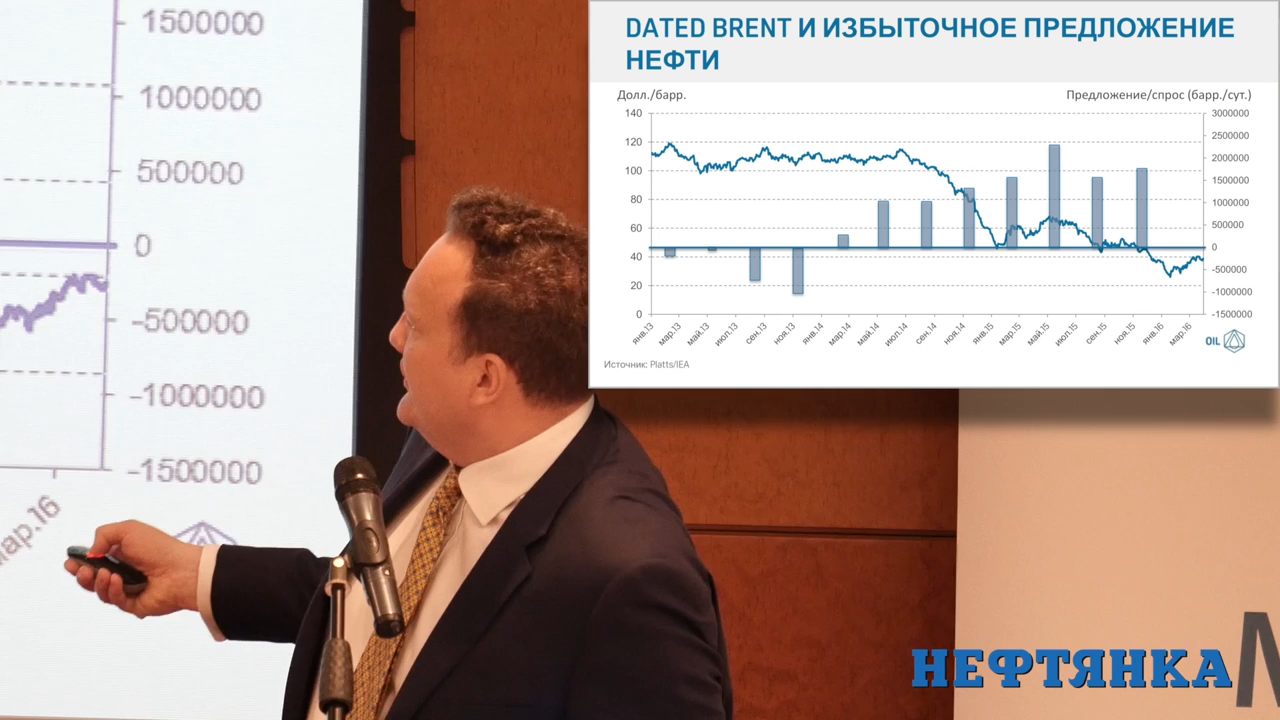 1500000
1000000
500000
0
-500000
-1000000
-1500000
мар.16
DATED BRENT И ИЗБЫТОЧНОЕ ПРЕДЛОЖЕНИЕ
НЕФТИ
Долл./барр.
Предложение/спрос (барр./сут.)
140
120
100
80
60
40
20
0
3000000
2500000
2000000
1500000
1000000
500000
0
-500000
-1000000
-1500000
янв.13
мар.13
май.13
июл.13
сен.13
ноя.13
янв.14
мар.14
май.14
июл.14
сен.14
ноя.14
янв.15
мар.15
май.15
июл.15
сен.15
ноя.15
янв.16
мар.16
OIL
Источник: Platts/IEA
НЕФТЯНКА